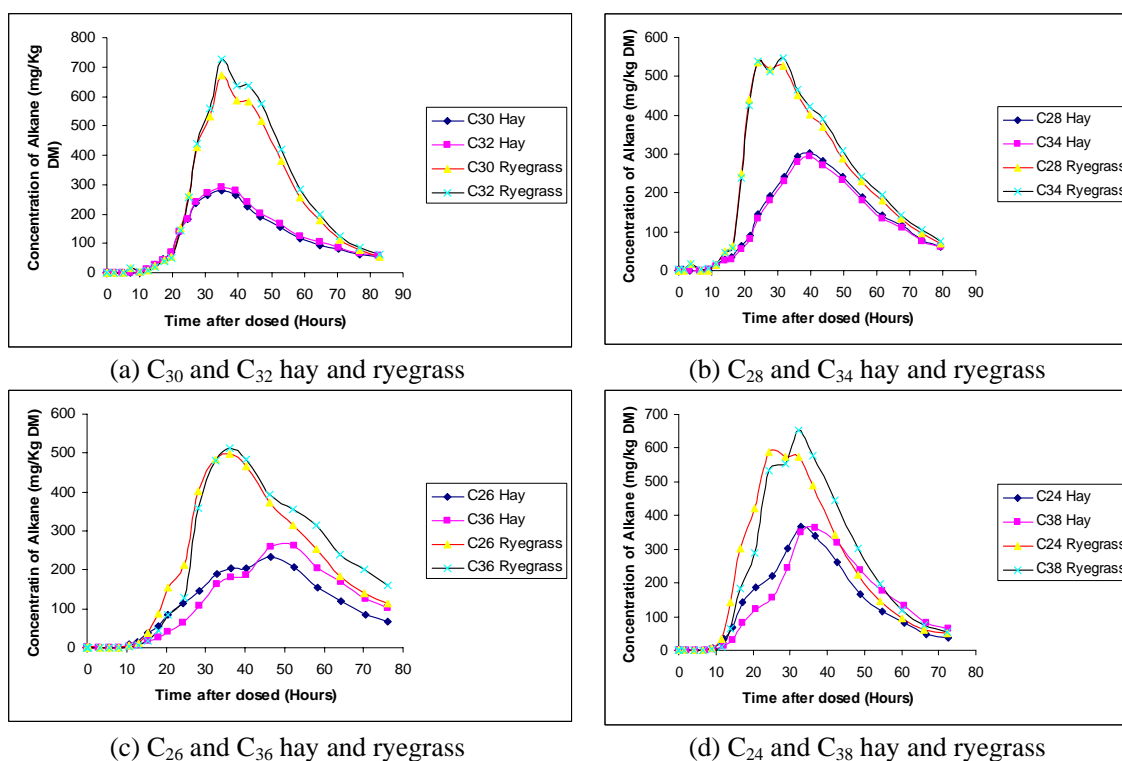 Concentration of Alkane (mg/Kg
DM)
800
700
600
500
400
300
200
100
0
0 10 20 30 40 50 60 70 80 90
Time after dosed (Hours)
C30 Hay
C32 Hay
C30 Ryegrass
C32 Ryegrass
(a) C30 and C32 hay and ryegrass
Concentration of Alkane (mg/kg DM)
600
500
400
300
200
100
0
0 10 20 30 40 50 60 70 80 90
Time after dosed (Hours)
C28 Hay
C34 Hay
C28 Ryegrass
C34 Ryegrass
(b) C28 and C34 hay and ryegrass
Concentratin of Alkane (mg/Kg DM)
600
500
400
300
200
100
0
0 10 20 30 40 50 60 70 80
Time after dosed (Hours)
C26 Hay
C36 Hay
C26 Ryegrass
C36 Ryegrass
(c) C26 and C36 hay and ryegrass
Concentration of Alkane (mg/kg DM)
700
600
500
400
300
200
100
0
0 10 20 30 40 50 60 70 80
Time after dosed (Hours)
C24 Hay
C38 Hay
C24 Ryegrass
C38 Ryegrass
(d) C24 and C38 hay and ryegrass